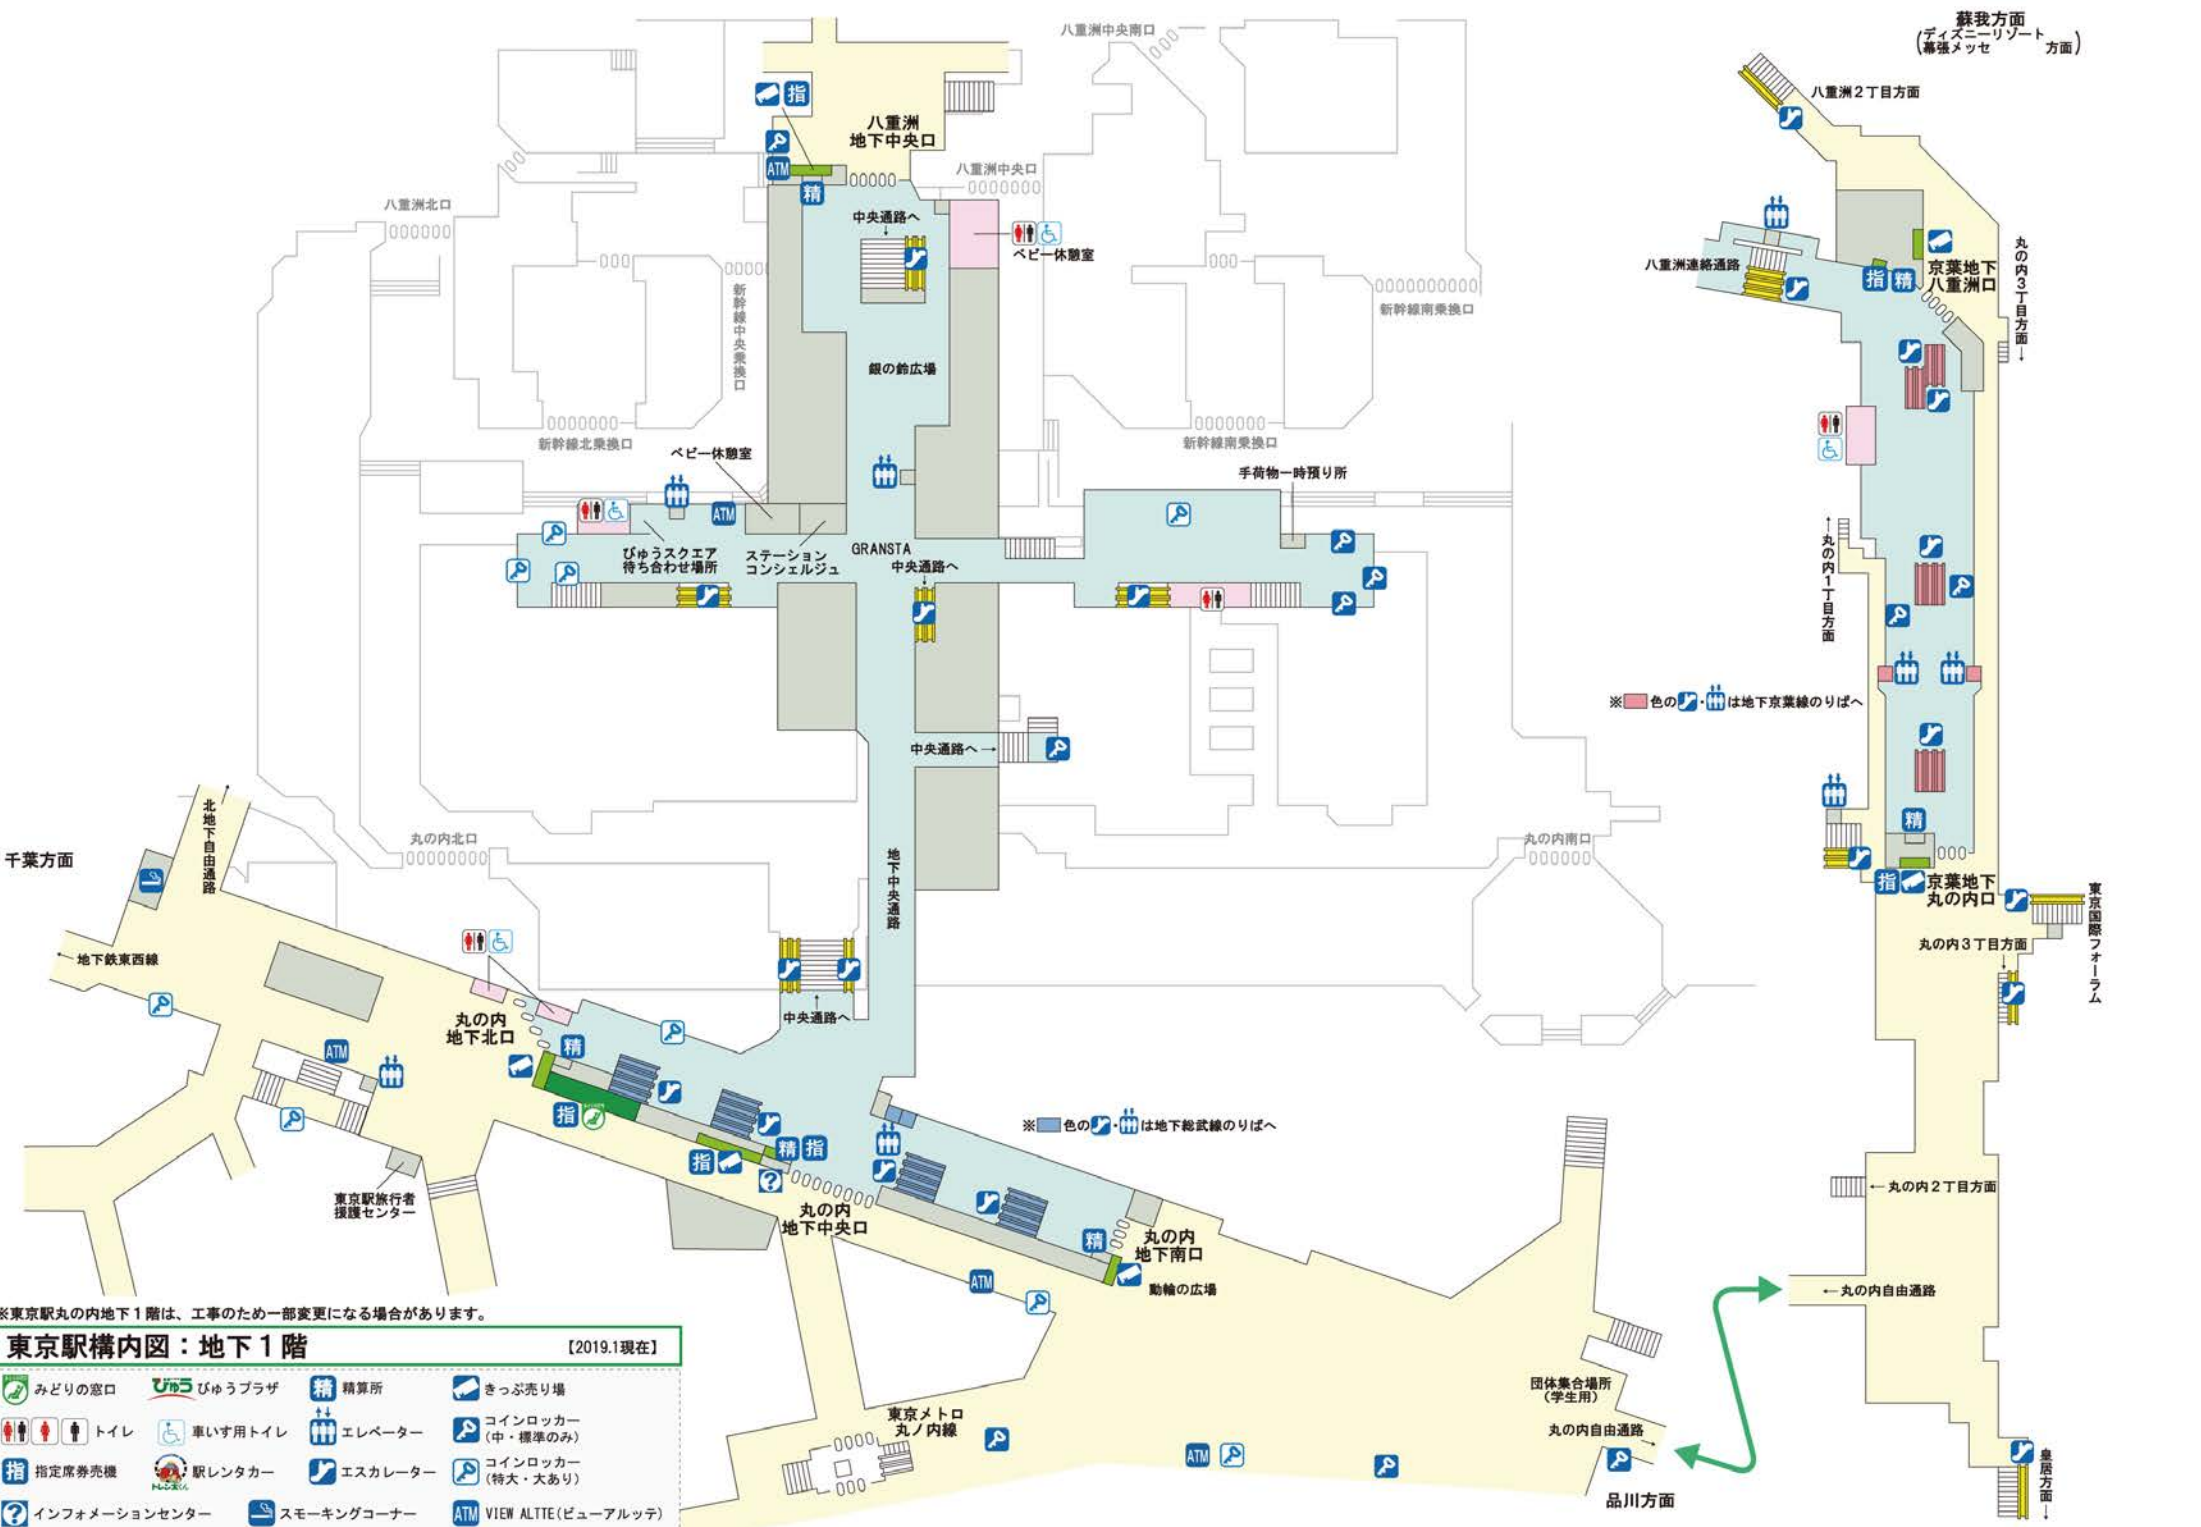 蘇我方面
(ディズニーリゾート
幕張メッセ 方面)
八重洲中央南口
八重洲2丁目方面
指
八重洲
地下中央口
ATM
精
八重洲中央口
八重洲北口
中央通路へ
ベビー休憩室
新幹線中央乗換口
新幹線南乗換口
八重洲連絡通路
指 精
京葉地下
八重洲口
丸の内3丁目方面→
銀の鈴広場
新幹線北乗換口
新幹線南乗換口
ベビー休憩室
手荷物一時預り所
ATM
びゅうスクエア
待ち合わせ場所
ステーション
コンシェルジュ
GRANSTA
中央通路へ
←丸の内1丁目方面
※ 色の ・ は地下京葉線のりばへ
中央通路へ→
精
指
京葉地下
丸の内口
東京国際フォーラム
丸の内3丁目方面
丸の内北口
丸の内南口
千葉方面
北地下自由通路
地下中央通路
←地下鉄東西線
中央通路へ
丸の内
地下北口
精
ATM
指
※ 色の ・ は地下総武線のりばへ
精 指
指
?
丸の内
地下中央口
東京駅旅行者
援護センター
精
丸の内
地下南口
動輪の広場
ATM
←丸の内2丁目方面
←丸の内自由通路
団体集合場所
(学生用)
丸の内自由通路
→
東京メトロ
丸ノ内線
ATM
品川方面
皇居方面→
※東京駅丸の内地下1階は、工事のため一部変更になる場合があります。
東京駅構内図:地下1階 【2019.1現在】
みどりの窓口 びゅう びゅうプラザ 精 精算所 きっぷ売り場
トイレ 車いす用トイレ エレベーター コインロッカー
(中・標準のみ)
指 指定席券売機 駅レンタカー エスカレーター コインロッカー
(特大・大あり)
? インフォメーションセンター スモーキングコーナー ATM VIEW ALTTE(ビューアルッテ)